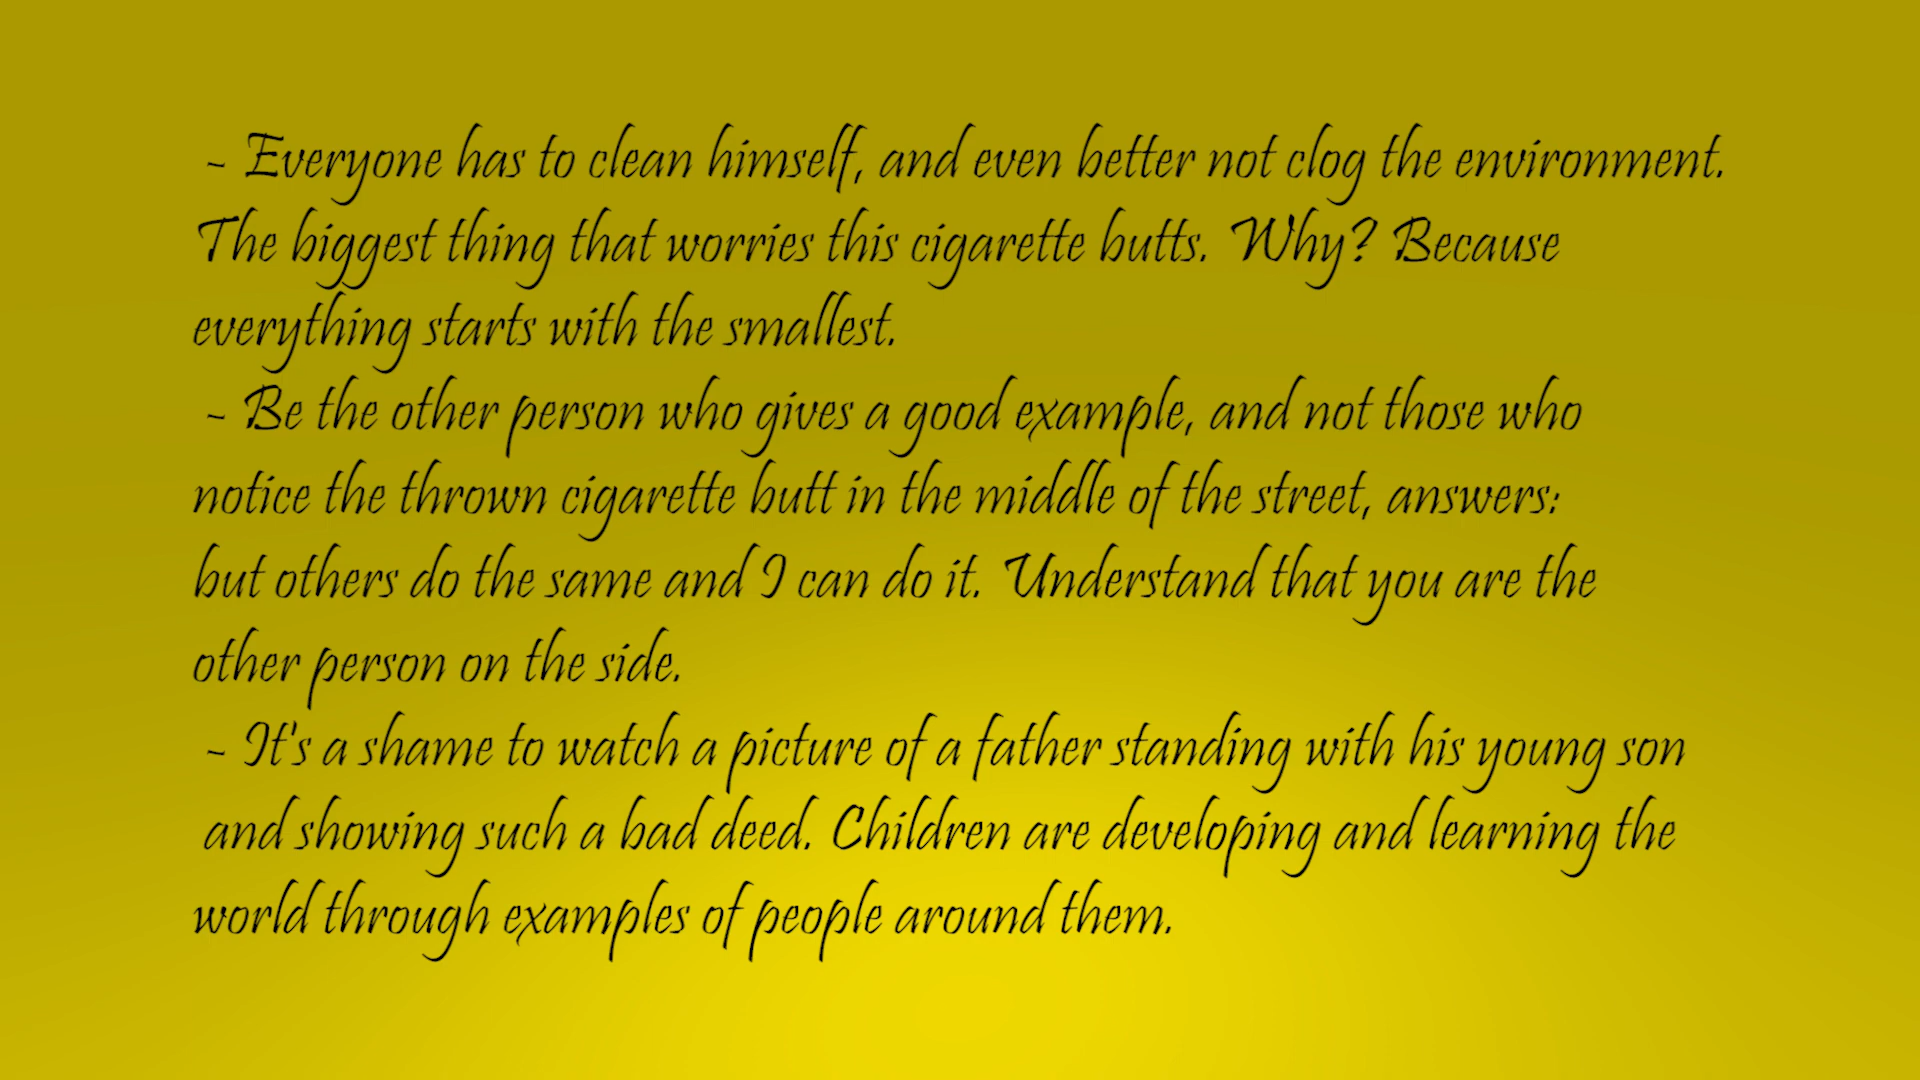 - Everyone has to clean himself, and even better not clog the environment.
The biggest thing that worries this cigarette butts. Why? Because
everything starts with the smallest.
- Be the other person who gives a good example, and not those who
notice the thrown cigarette butt in the middle of the street, answers:
but others do the same and I can do it. Understand that you are the
other person on the side.
- It's a shame to watch a picture of a father standing with his young son
and showing such a bad deed. Children are developing and learning the
world through examples of people around them.